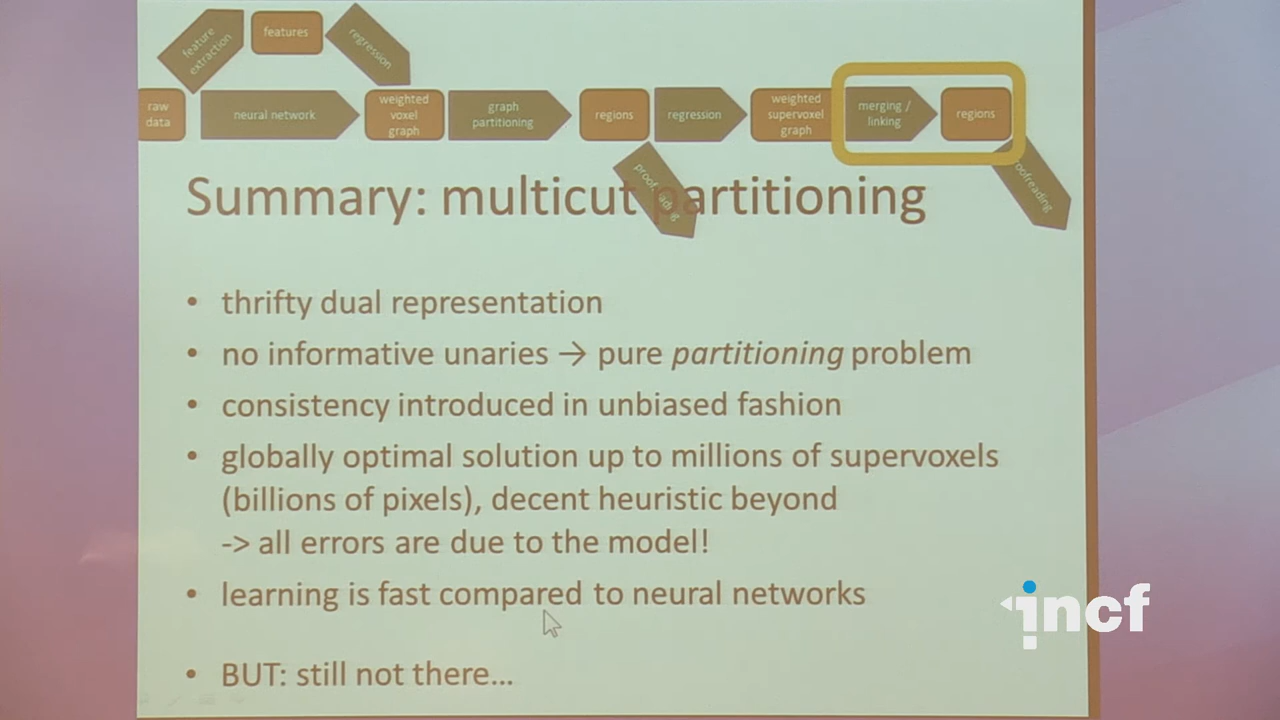 feature
extraction
features
regression
raw
data
neural network
weighted
voxel
graph
graph
partitioning
regions
regression
weighted
supervoxel
graph
merging /
linking
regions
Summary: multicut partitioning
• thrifty dual representation
• no informative unaries → pure partitioning problem
• consistency introduced in unbiased fashion
• globally optimal solution up to millions of supervoxels
(billions of pixels), decent heuristic beyond
-> all errors are due to the model!
• learning is fast compared to neural networks
• BUT: still not there...
incf